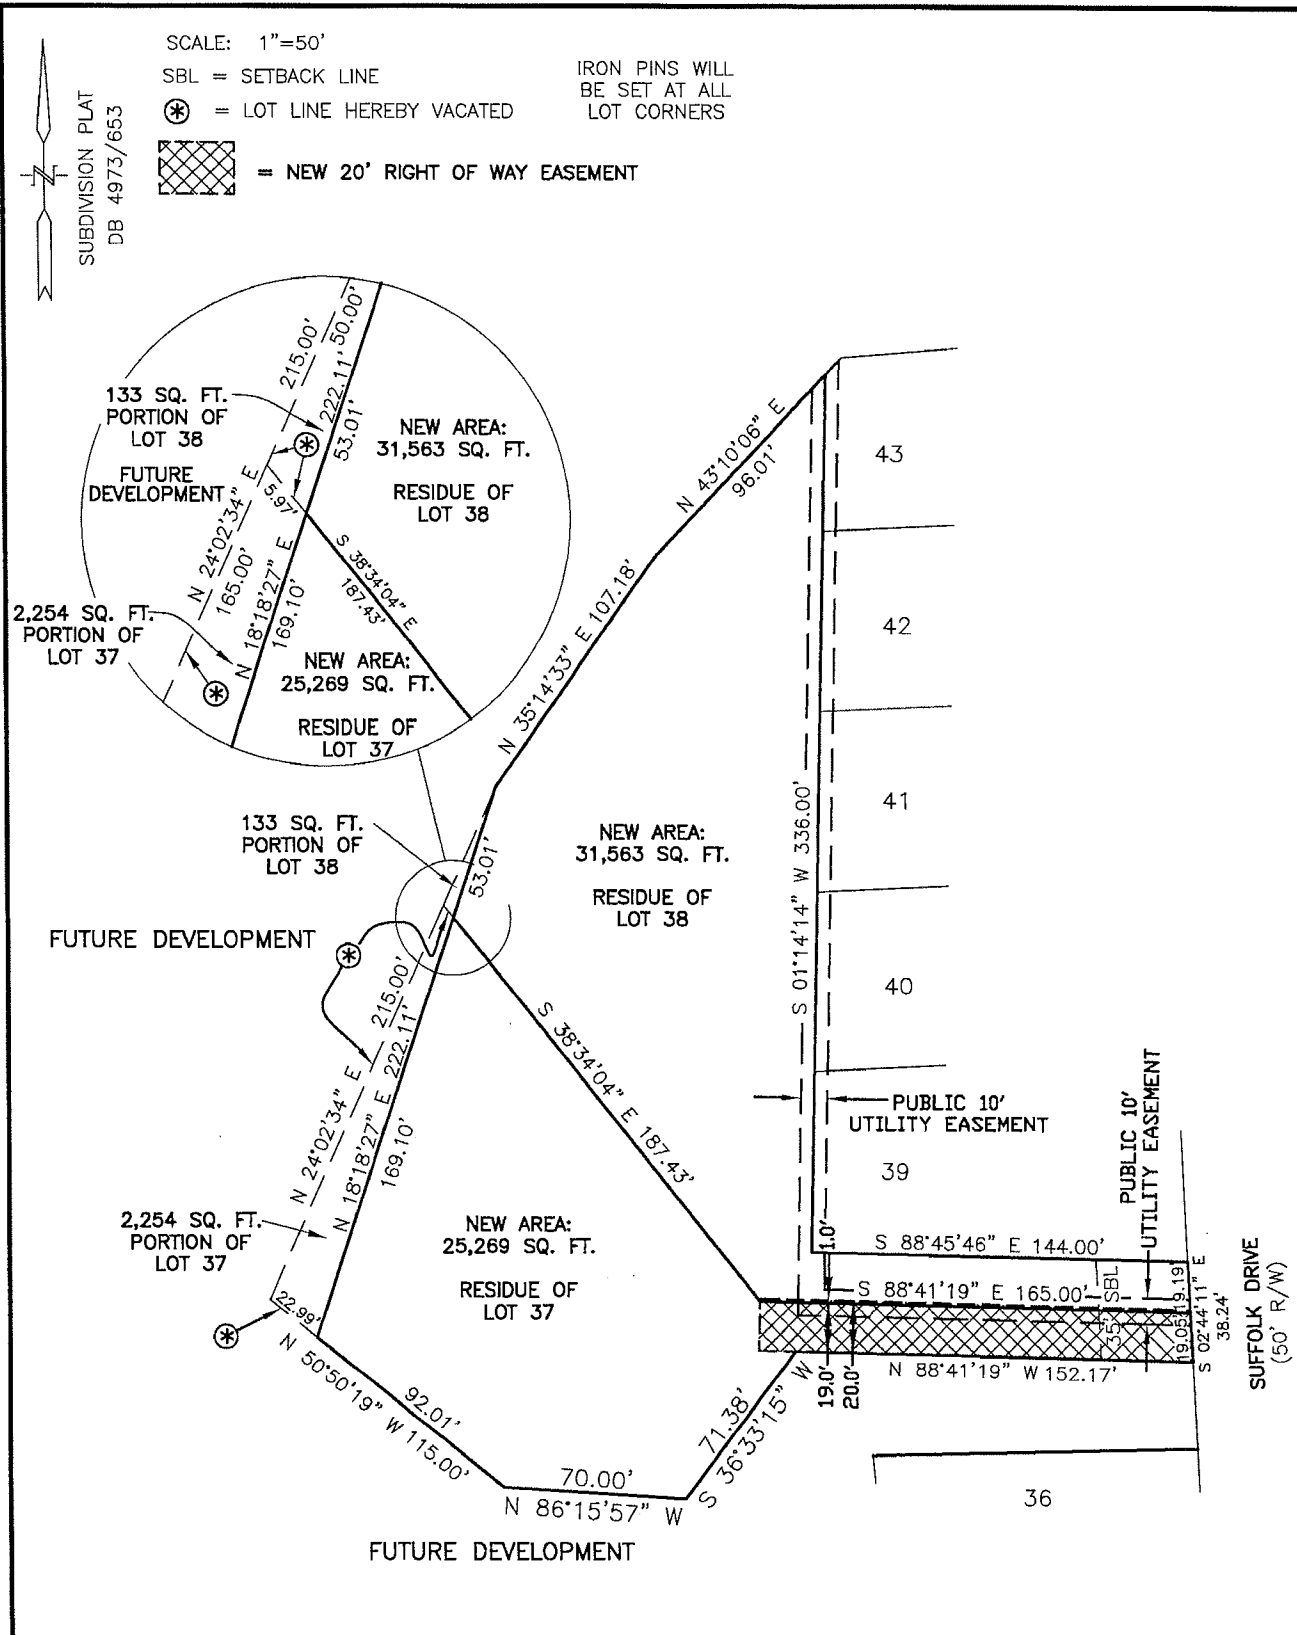 SCALE: 1"=50'
SBL = SETBACK LINE
= LOT LINE HEREBY VACATED
IRON PINS WILL
BE SET AT ALL
LOT CORNERS
= NEW 20' RIGHT OF WAY EASEMENT
N
SUBDIVISION PLAT
DB 4973/653
215.00'
50.00'
222.11'
53.01'
133 SQ. FT.
PORTION OF
LOT 38
FUTURE
DEVELOPMENT
5.97'
N 24°02'34" E
165.00'
N 18°18'27" E
169.10'
2,254 SQ. FT.
PORTION OF
LOT 37
NEW AREA:
31,563 SQ. FT.
RESIDUE OF
LOT 38
S 38°34'04" E
187.43'
NEW AREA:
25,269 SQ. FT.
RESIDUE OF
LOT 37
N 43°10'06" E
96.01'
N 35°14'33" E 107.18'
43
42
41
40
39
S 01°14'14" W 336.00'
133 SQ. FT.
PORTION OF
LOT 38
53.01'
NEW AREA:
31,563 SQ. FT.
RESIDUE OF
LOT 38
FUTURE DEVELOPMENT
N 24°02'34" E 215.00'
N 18°18'27" E 222.11'
169.10'
S 38°34'04" E 187.43'
PUBLIC 10'
UTILITY EASEMENT
PUBLIC 10'
UTILITY EASEMENT
2,254 SQ. FT.
PORTION OF
LOT 37
NEW AREA:
25,269 SQ. FT.
RESIDUE OF
LOT 37
1.0'
S 88°45'46" E 144.00'
S 88°41'19" E 165.00'
35' SBL
19.19'
19.05'
S 02°44'11" E
38.24'
SUFFOLK DRIVE
(50' R/W)
22.99'
N 50°50'19" W 115.00'
92.01'
19.0'
20.0'
N 88°41'19" W 152.17'
71.38'
S 36°33'15" W
70.00'
N 86°15'57" W
36
FUTURE DEVELOPMENT